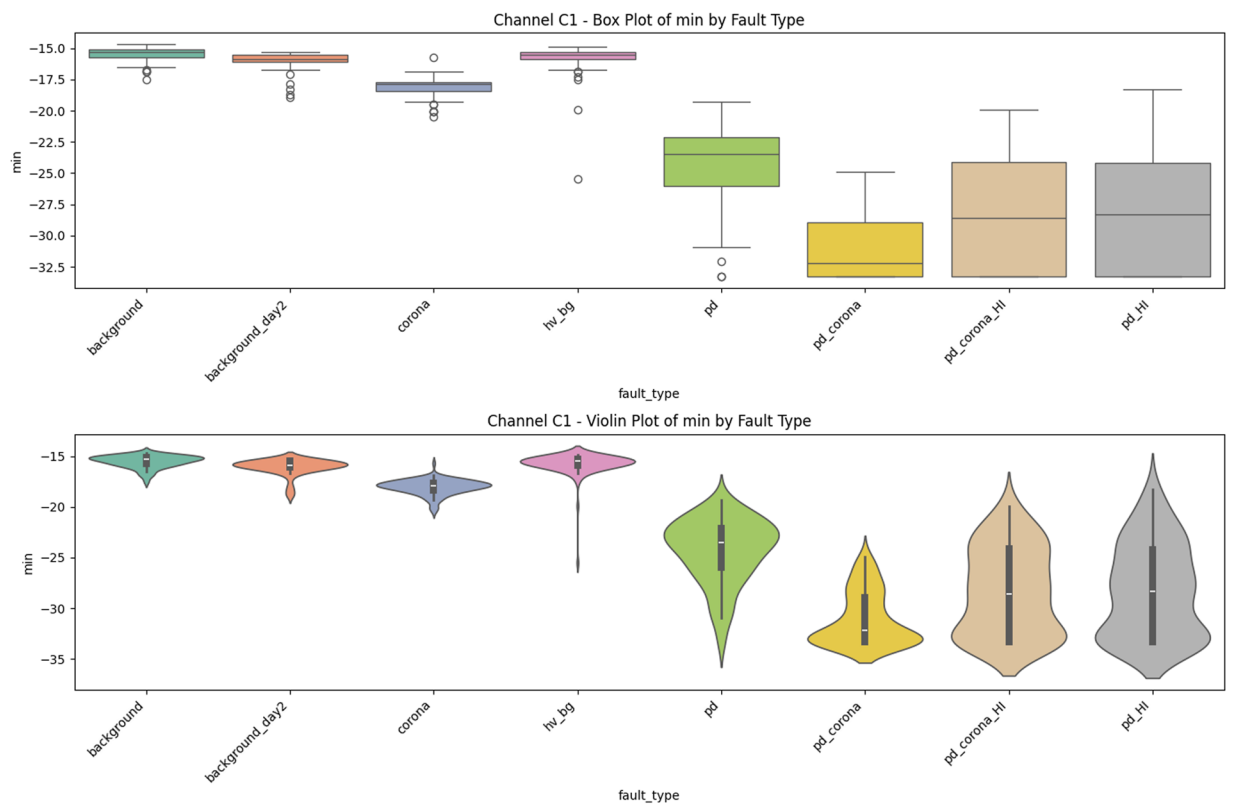 Channel C1 - Box Plot of min by Fault Type
min
−15.0
−17.5
−20.0
−22.5
−25.0
−27.5
−30.0
−32.5
background
background_day2
corona
hv_bg
pd
pd_corona
pd_corona_HI
pd_HI
fault_type
Channel C1 - Violin Plot of min by Fault Type
min
−15
−20
−25
−30
−35
background
background_day2
corona
hv_bg
pd
pd_corona
pd_corona_HI
pd_HI
fault_type